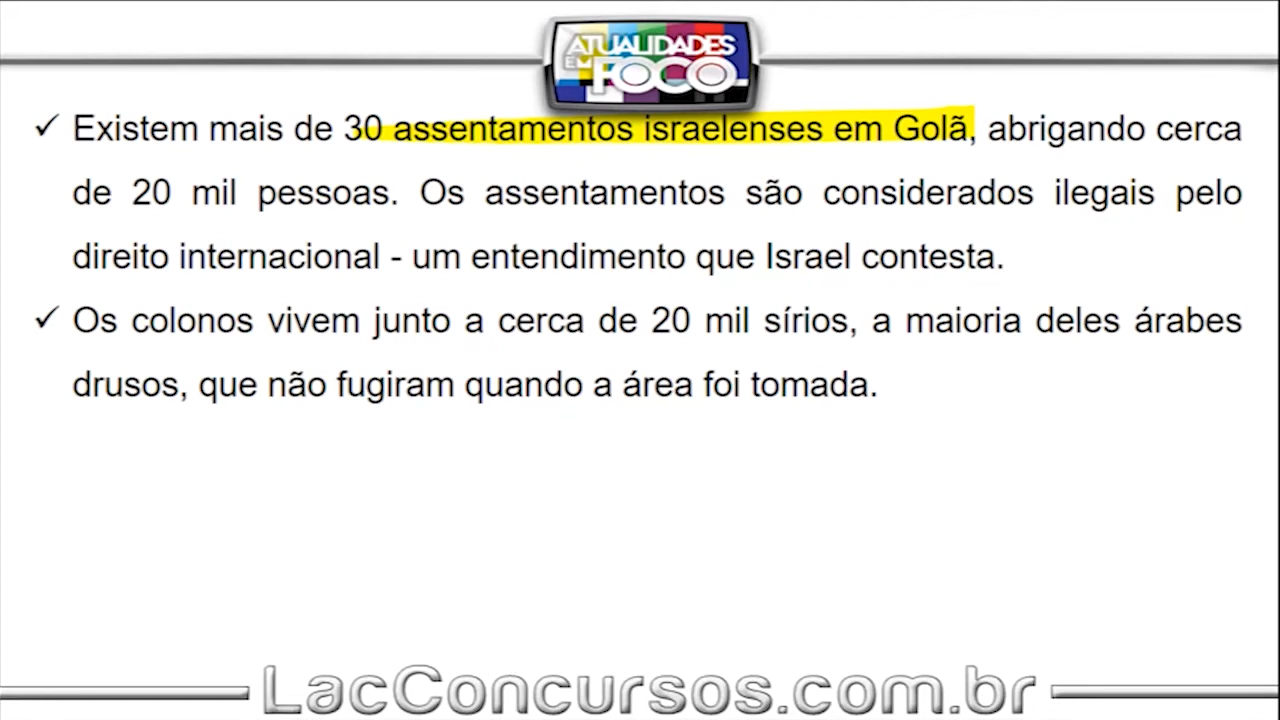 ATUALIDADES
EM FOCO
✓ Existem mais de 30 assentamentos israelenses em Golã, abrigando cerca
de 20 mil pessoas. Os assentamentos são considerados ilegais pelo
direito internacional - um entendimento que Israel contesta.
✓ Os colonos vivem junto a cerca de 20 mil sírios, a maioria deles árabes
drusos, que não fugiram quando a área foi tomada.
LacConcursos.com.br